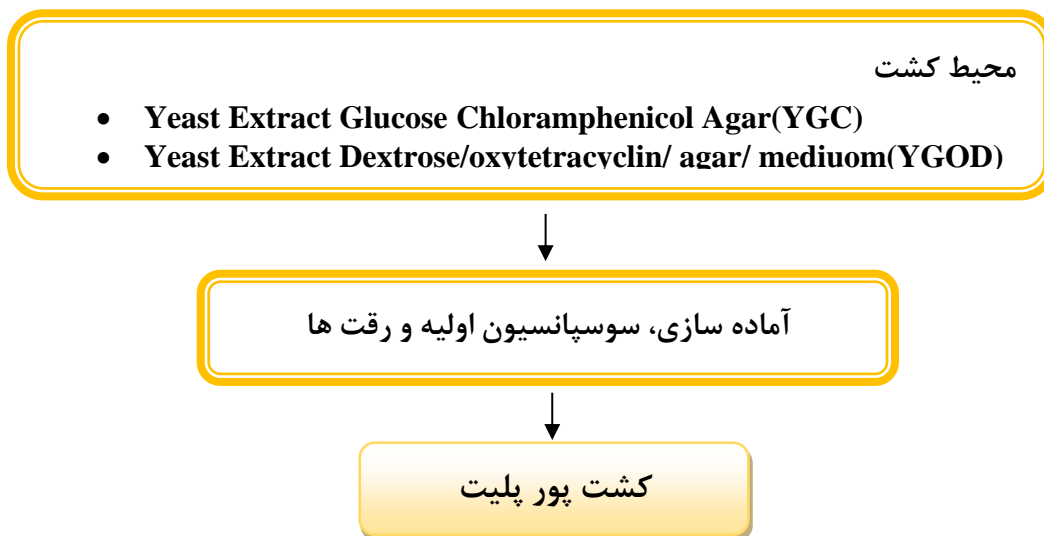 محیط کشت
• Yeast Extract Glucose Chloramphenicol Agar(YGC)
• Yeast Extract Dextrose/oxytetracyclin/ agar/ mediuom(YGOD)
آماده سازی، سوسپانسیون اولیه و رقت ها
کشت پور پلیت